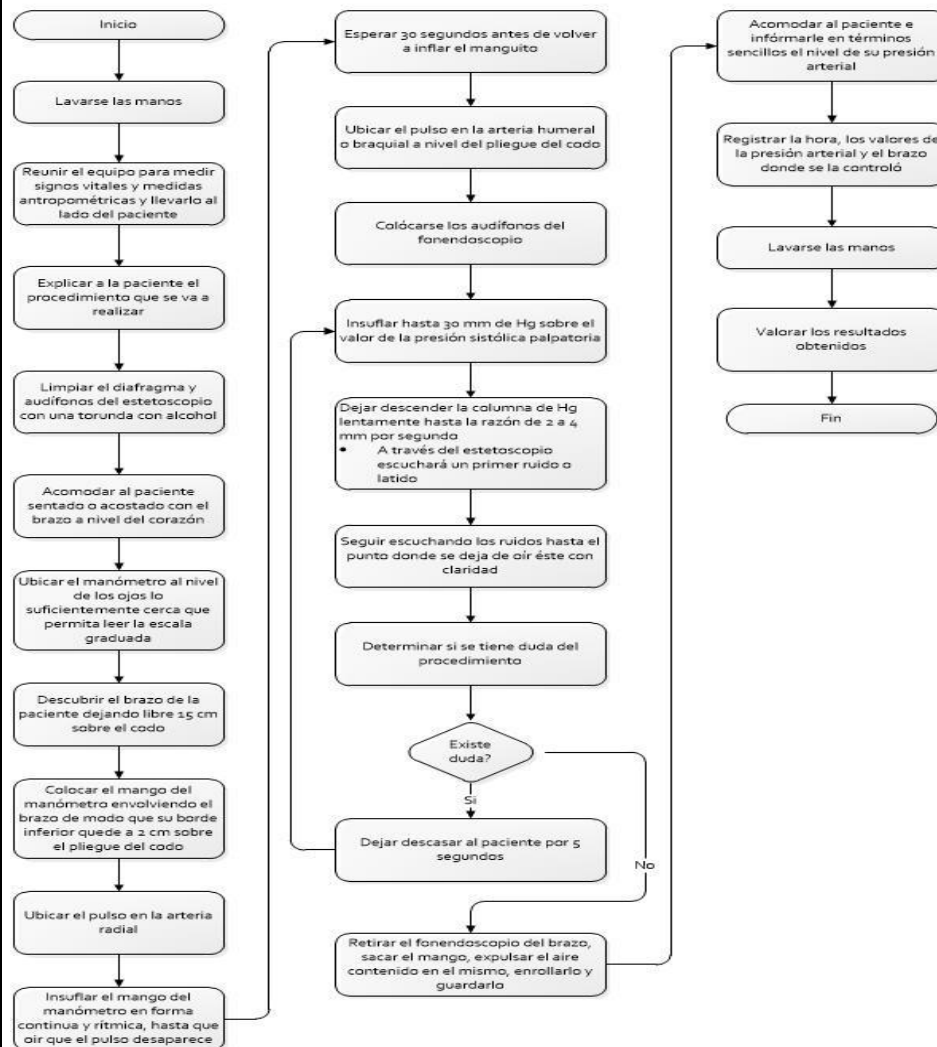 Inicio
Lavarse las manos
Reunir el equipo para medir
signos vitales y medidas
antropométricas y llevarlo al
lado del paciente
Explicar a la paciente el
procedimiento que se va a
realizar
Limpiar el diafragma y
audífonos del estetoscopio
con una torunda con alcohol
Acomodar al paciente
sentado o acostado con el
brazo a nivel del corazón
Ubicar el manómetro al nivel
de los ojos lo
suficientemente cerca que
permita leer la escala
graduada
Descubrir el brazo de la
paciente dejando libre 15 cm
sobre el codo
Colocar el mango del
manómetro envolviendo el
brazo de modo que su borde
inferior quede a 2 cm sobre
el pliegue del codo
Ubicar el pulso en la arteria
radial
Insuflar el mango del
manómetro en forma
continua y rítmica, hasta que
oir que el pulso desaparece
Esperar 30 segundos antes de volver
a inflar el manguito
Ubicar el pulso en la arteria humeral
o braquial a nivel del pliegue del codo
Colócarse los audífonos del
fonendoscopio
Insuflar hasta 30 mm de Hg sobre el
valor de la presión sistólica palpatoria
Dejar descender la columna de Hg
lentamente hasta la razón de 2 a 4
mm por segundo
• A través del estetoscopio
escuchará un primer ruido o
latido
Seguir escuchando los ruidos hasta el
punto donde se deja de oír éste con
claridad
Determinar si se tiene duda del
procedimiento
Existe
duda?
Si
Dejar descasar al paciente por 5
segundos
No
Retirar el fonendoscopio del brazo,
sacar el mango, expulsar el aire
contenido en el mismo, enrollarlo y
guardarlo
Acomodar al paciente e
infórmarle en términos
sencillos el nivel de su presión
arterial
Registrar la hora, los valores de
la presión arterial y el brazo
donde se la controló
Lavarse las manos
Valorar los resultados
obtenidos
Fin